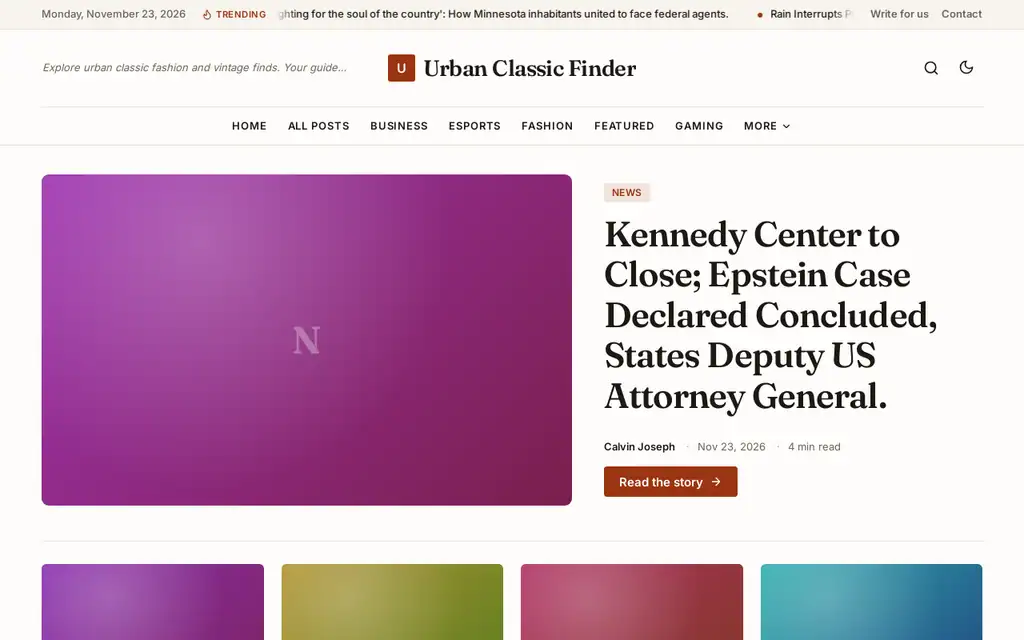 Monday, November 23, 2026
TRENDING
ghting for the soul of the country': How Minnesota inhabitants united to face federal agents.
Rain Interrupts
Write for us
Contact
Explore urban classic fashion and vintage finds. Your guide...
U
Urban Classic Finder
HOME
ALL POSTS
BUSINESS
ESPORTS
FASHION
FEATURED
GAMING
MORE
N
NEWS
Kennedy Center to
Close; Epstein Case
Declared Concluded,
States Deputy US
Attorney General.
Calvin Joseph · Nov 23, 2026 · 4 min read
Read the story →